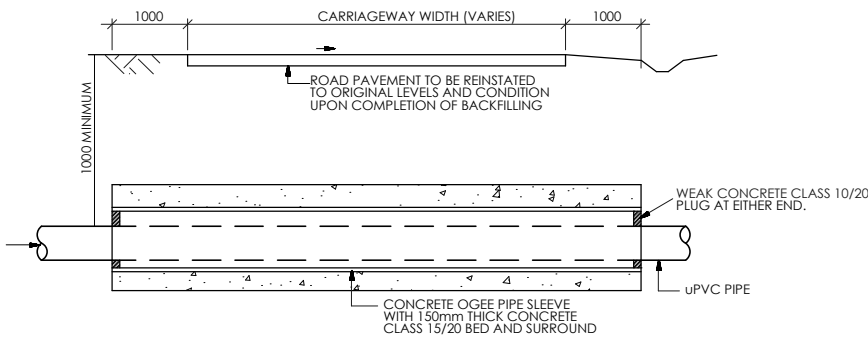 1000
CARRIAGEWAY WIDTH (VARIES)
1000
ROAD PAVEMENT TO BE REINSTATED
TO ORIGINAL LEVELS AND CONDITION
UPON COMPLETION OF BACKFILLING
1000 MINIMUM
WEAK CONCRETE CLASS 10/20
PLUG AT EITHER END.
uPVC PIPE
CONCRETE OGEE PIPE SLEEVE
WITH 150mm THICK CONCRETE
CLASS 15/20 BED AND SURROUND